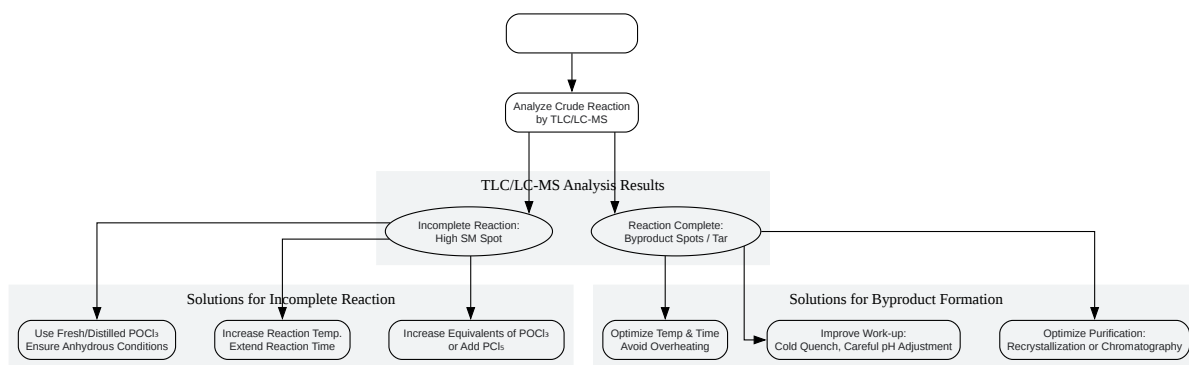 Analyze Crude Reaction
by TLC/LC-MS
TLC/LC-MS Analysis Results
Incomplete Reaction:
High SM Spot
Reaction Complete:
Byproduct Spots / Tar
Solutions for Incomplete Reaction
Use Fresh/Distilled POCl₃
Ensure Anhydrous Conditions
Increase Reaction Temp.
Extend Reaction Time
Increase Equivalents of POCl₃
or Add PCl₅
Solutions for Byproduct Formation
Optimize Temp & Time
Avoid Overheating
Improve Work-up:
Cold Quench, Careful pH Adjustment
Optimize Purification:
Recrystallization or Chromatography